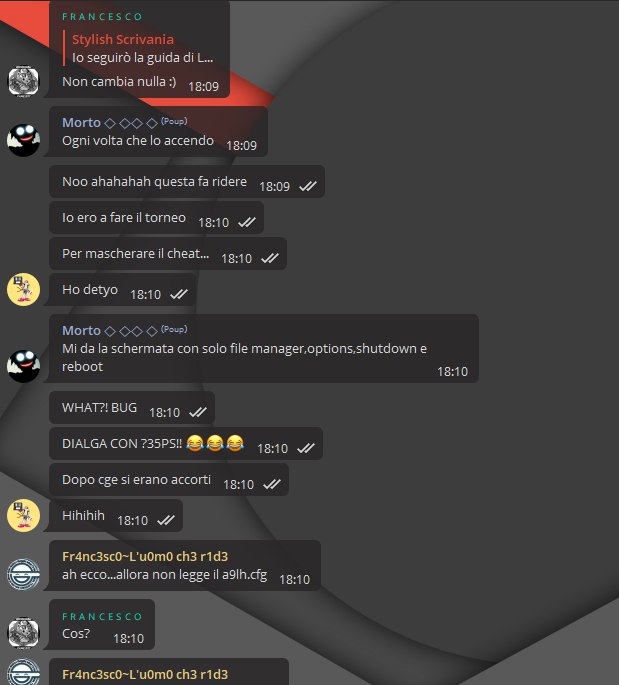 FRANCESCO
Stylish Scrivania
Io seguirò la guida di L...
Non cambia nulla :) 18:09
Morto ◇ ◇◇ ◇ (Poup)
Ogni volta che lo accendo 18:09
Noo ahahahah questa fa ridere 18:09
Io ero a fare il torneo 18:10
Per mascherare il cheat... 18:10
Ho detyo 18:10
Morto ◇ ◇◇ ◇ (Poup)
Mi da la schermata con solo file manager,options,shutdown e
reboot 18:10
WHAT?! BUG 18:10
DIALGA CON ?35PS!! 😂😂😂 18:10
Dopo cge si erano accorti 18:10
Hihihih 18:10
Fr4nc3sc0~L'u0m0 ch3 r1d3
ah ecco...allora non legge il a9lh.cfg 18:10
FRANCESCO
Cos? 18:10
Fr4nc3sc0~L'u0m0 ch3 r1d3